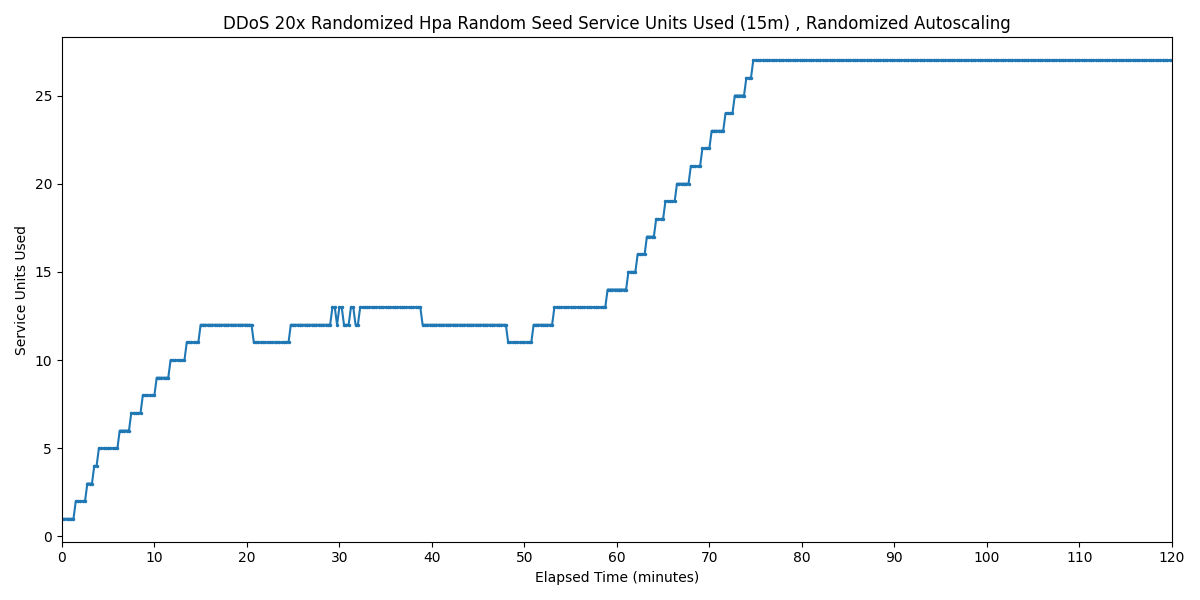 DDoS 20x Randomized Hpa Random Seed Service Units Used (15m) , Randomized Autoscaling
Service Units Used
25
20
15
10
5
0
0 10 20 30 40 50 60 70 80 90 100 110 120
Elapsed Time (minutes)